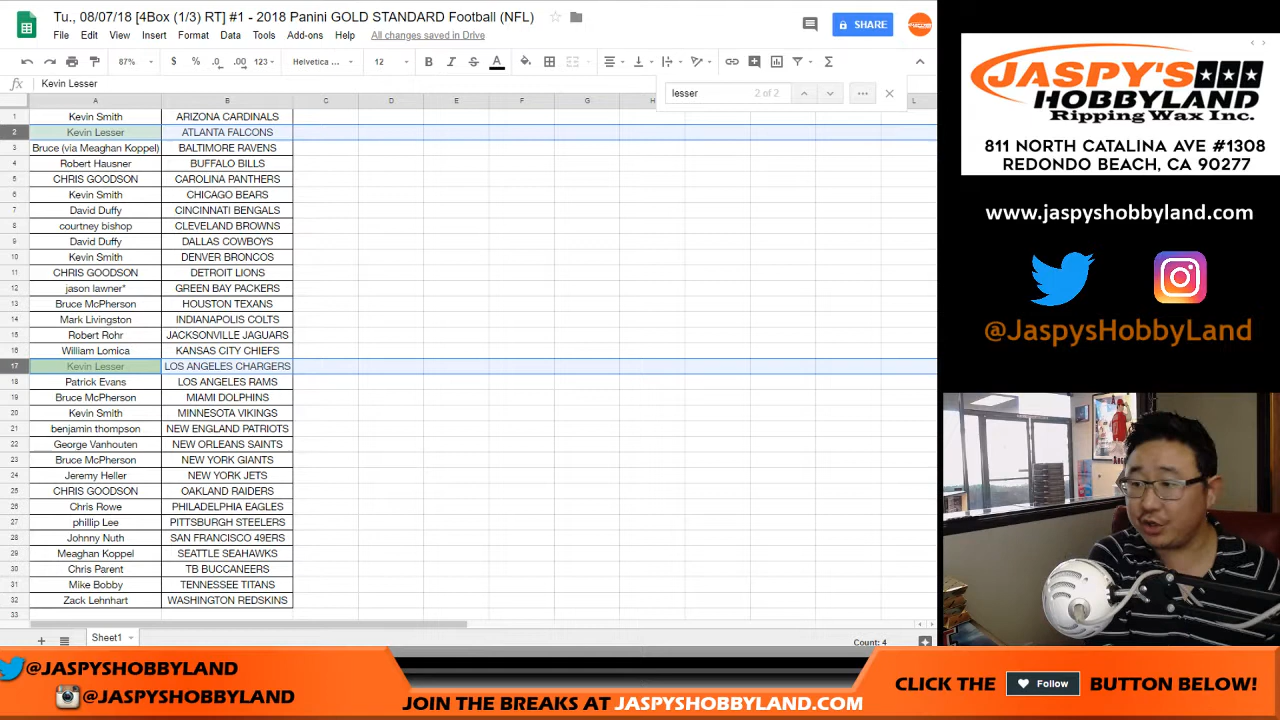 Tu., 08/07/18 [4Box (1/3) RT] #1 - 2018 Panini GOLD STANDARD Football (NFL)
File Edit View Insert Format Data Tools Add-ons Help All changes saved in Drive
SHARE
87% $ % .0 .00 123 Helvetica ... 12 B I S A
fx Kevin Lesser
lesser 2 of 2
A B C D E F G H L
1 Kevin Smith ARIZONA CARDINALS
2 Kevin Lesser ATLANTA FALCONS
3 Bruce (via Meaghan Koppel) BALTIMORE RAVENS
4 Robert Hausner BUFFALO BILLS
5 CHRIS GOODSON CAROLINA PANTHERS
6 Kevin Smith CHICAGO BEARS
7 David Duffy CINCINNATI BENGALS
8 courtney bishop CLEVELAND BROWNS
9 David Duffy DALLAS COWBOYS
10 Kevin Smith DENVER BRONCOS
11 CHRIS GOODSON DETROIT LIONS
12 jason lawner* GREEN BAY PACKERS
13 Bruce McPherson HOUSTON TEXANS
14 Mark Livingston INDIANAPOLIS COLTS
15 Robert Rohr JACKSONVILLE JAGUARS
16 William Lomica KANSAS CITY CHIEFS
17 Kevin Lesser LOS ANGELES CHARGERS
18 Patrick Evans LOS ANGELES RAMS
19 Bruce McPherson MIAMI DOLPHINS
20 Kevin Smith MINNESOTA VIKINGS
21 benjamin thompson NEW ENGLAND PATRIOTS
22 George Vanhouten NEW ORLEANS SAINTS
23 Bruce McPherson NEW YORK GIANTS
24 Jeremy Heller NEW YORK JETS
25 CHRIS GOODSON OAKLAND RAIDERS
26 Chris Rowe PHILADELPHIA EAGLES
27 phillip Lee PITTSBURGH STEELERS
28 Johnny Nuth SAN FRANCISCO 49ERS
29 Meaghan Koppel SEATTLE SEAHAWKS
30 Chris Parent TB BUCCANEERS
31 Mike Bobby TENNESSEE TITANS
32 Zack Lehnhart WASHINGTON REDSKINS
33
Sheet1
Count: 4
JASPY'S
HOBBYLAND
Ripping Wax Inc.
811 NORTH CATALINA AVE #1308
REDONDO BEACH, CA 90277
www.jaspyshobbyland.com
@JaspysHobbyLand
@JASPYSHOBBYLAND
@JASPYSHOBBYLAND
JOIN THE BREAKS AT JASPYSHOBBYLAND.COM
CLICK THE Follow BUTTON BELOW!